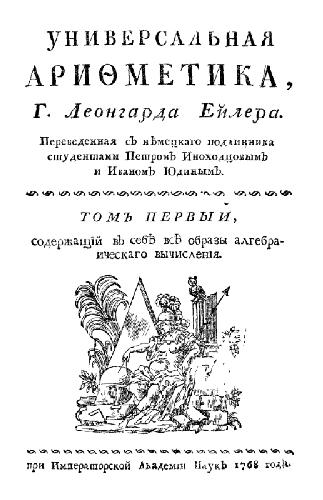 УНИВЕРСАЛЬНАЯ
АРИѲМЕТИКА,
Г. Леонгарда Ейлера.
Переведенная съ нѣмецкаго подлинника
студентами Петромъ Иноходцовымъ
и Иваномъ Юдинымъ.
ТОМЪ ПЕРВЫЙ,
содержащій въ себѣ всѣ образы алгебра-
ическаго вычисленія.
при Императорской Академіи Наукъ 1768 года.